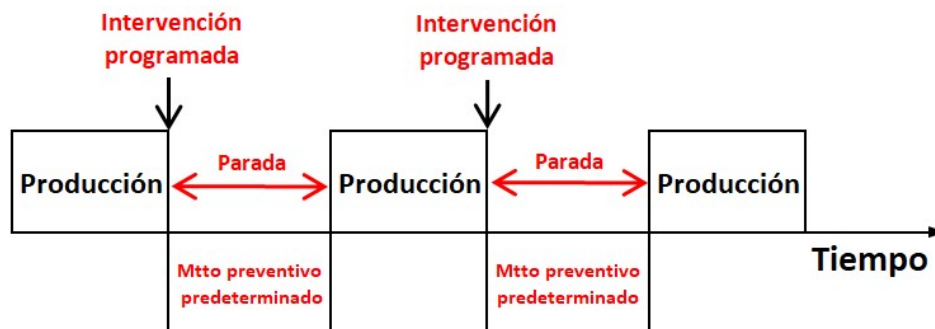 Intervención
programada
Intervención
programada
Producción
Parada
Producción
Parada
Producción
Tiempo
Mtto preventivo
predeterminado
Mtto preventivo
predeterminado